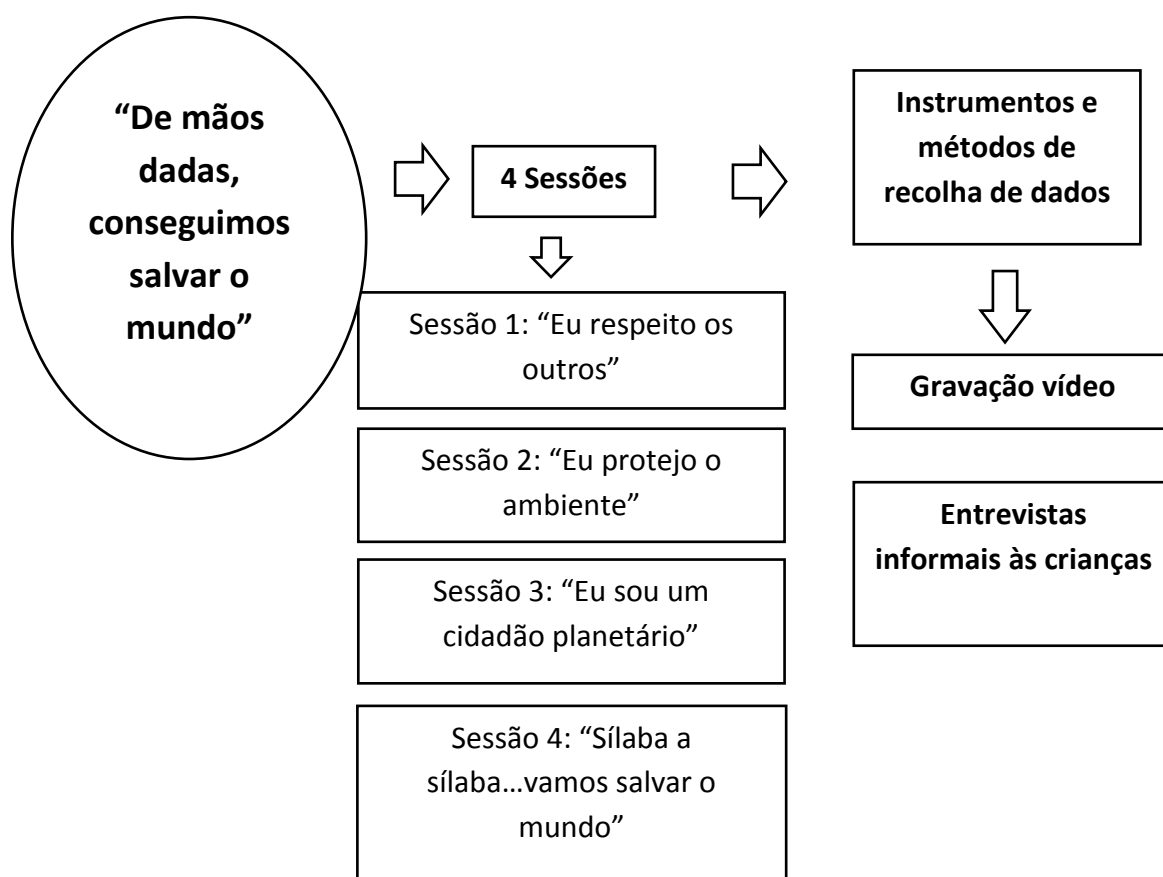 “De mãos
dadas,
conseguimos
salvar o
mundo”
4 Sessões
Sessão 1: “Eu respeito os
outros”
Sessão 2: “Eu protejo o
ambiente”
Sessão 3: “Eu sou um
cidadão planetário”
Sessão 4: “Sílaba a
sílaba…vamos salvar o
mundo”
Instrumentos e
métodos de
recolha de dados
Gravação vídeo
Entrevistas
informais às crianças